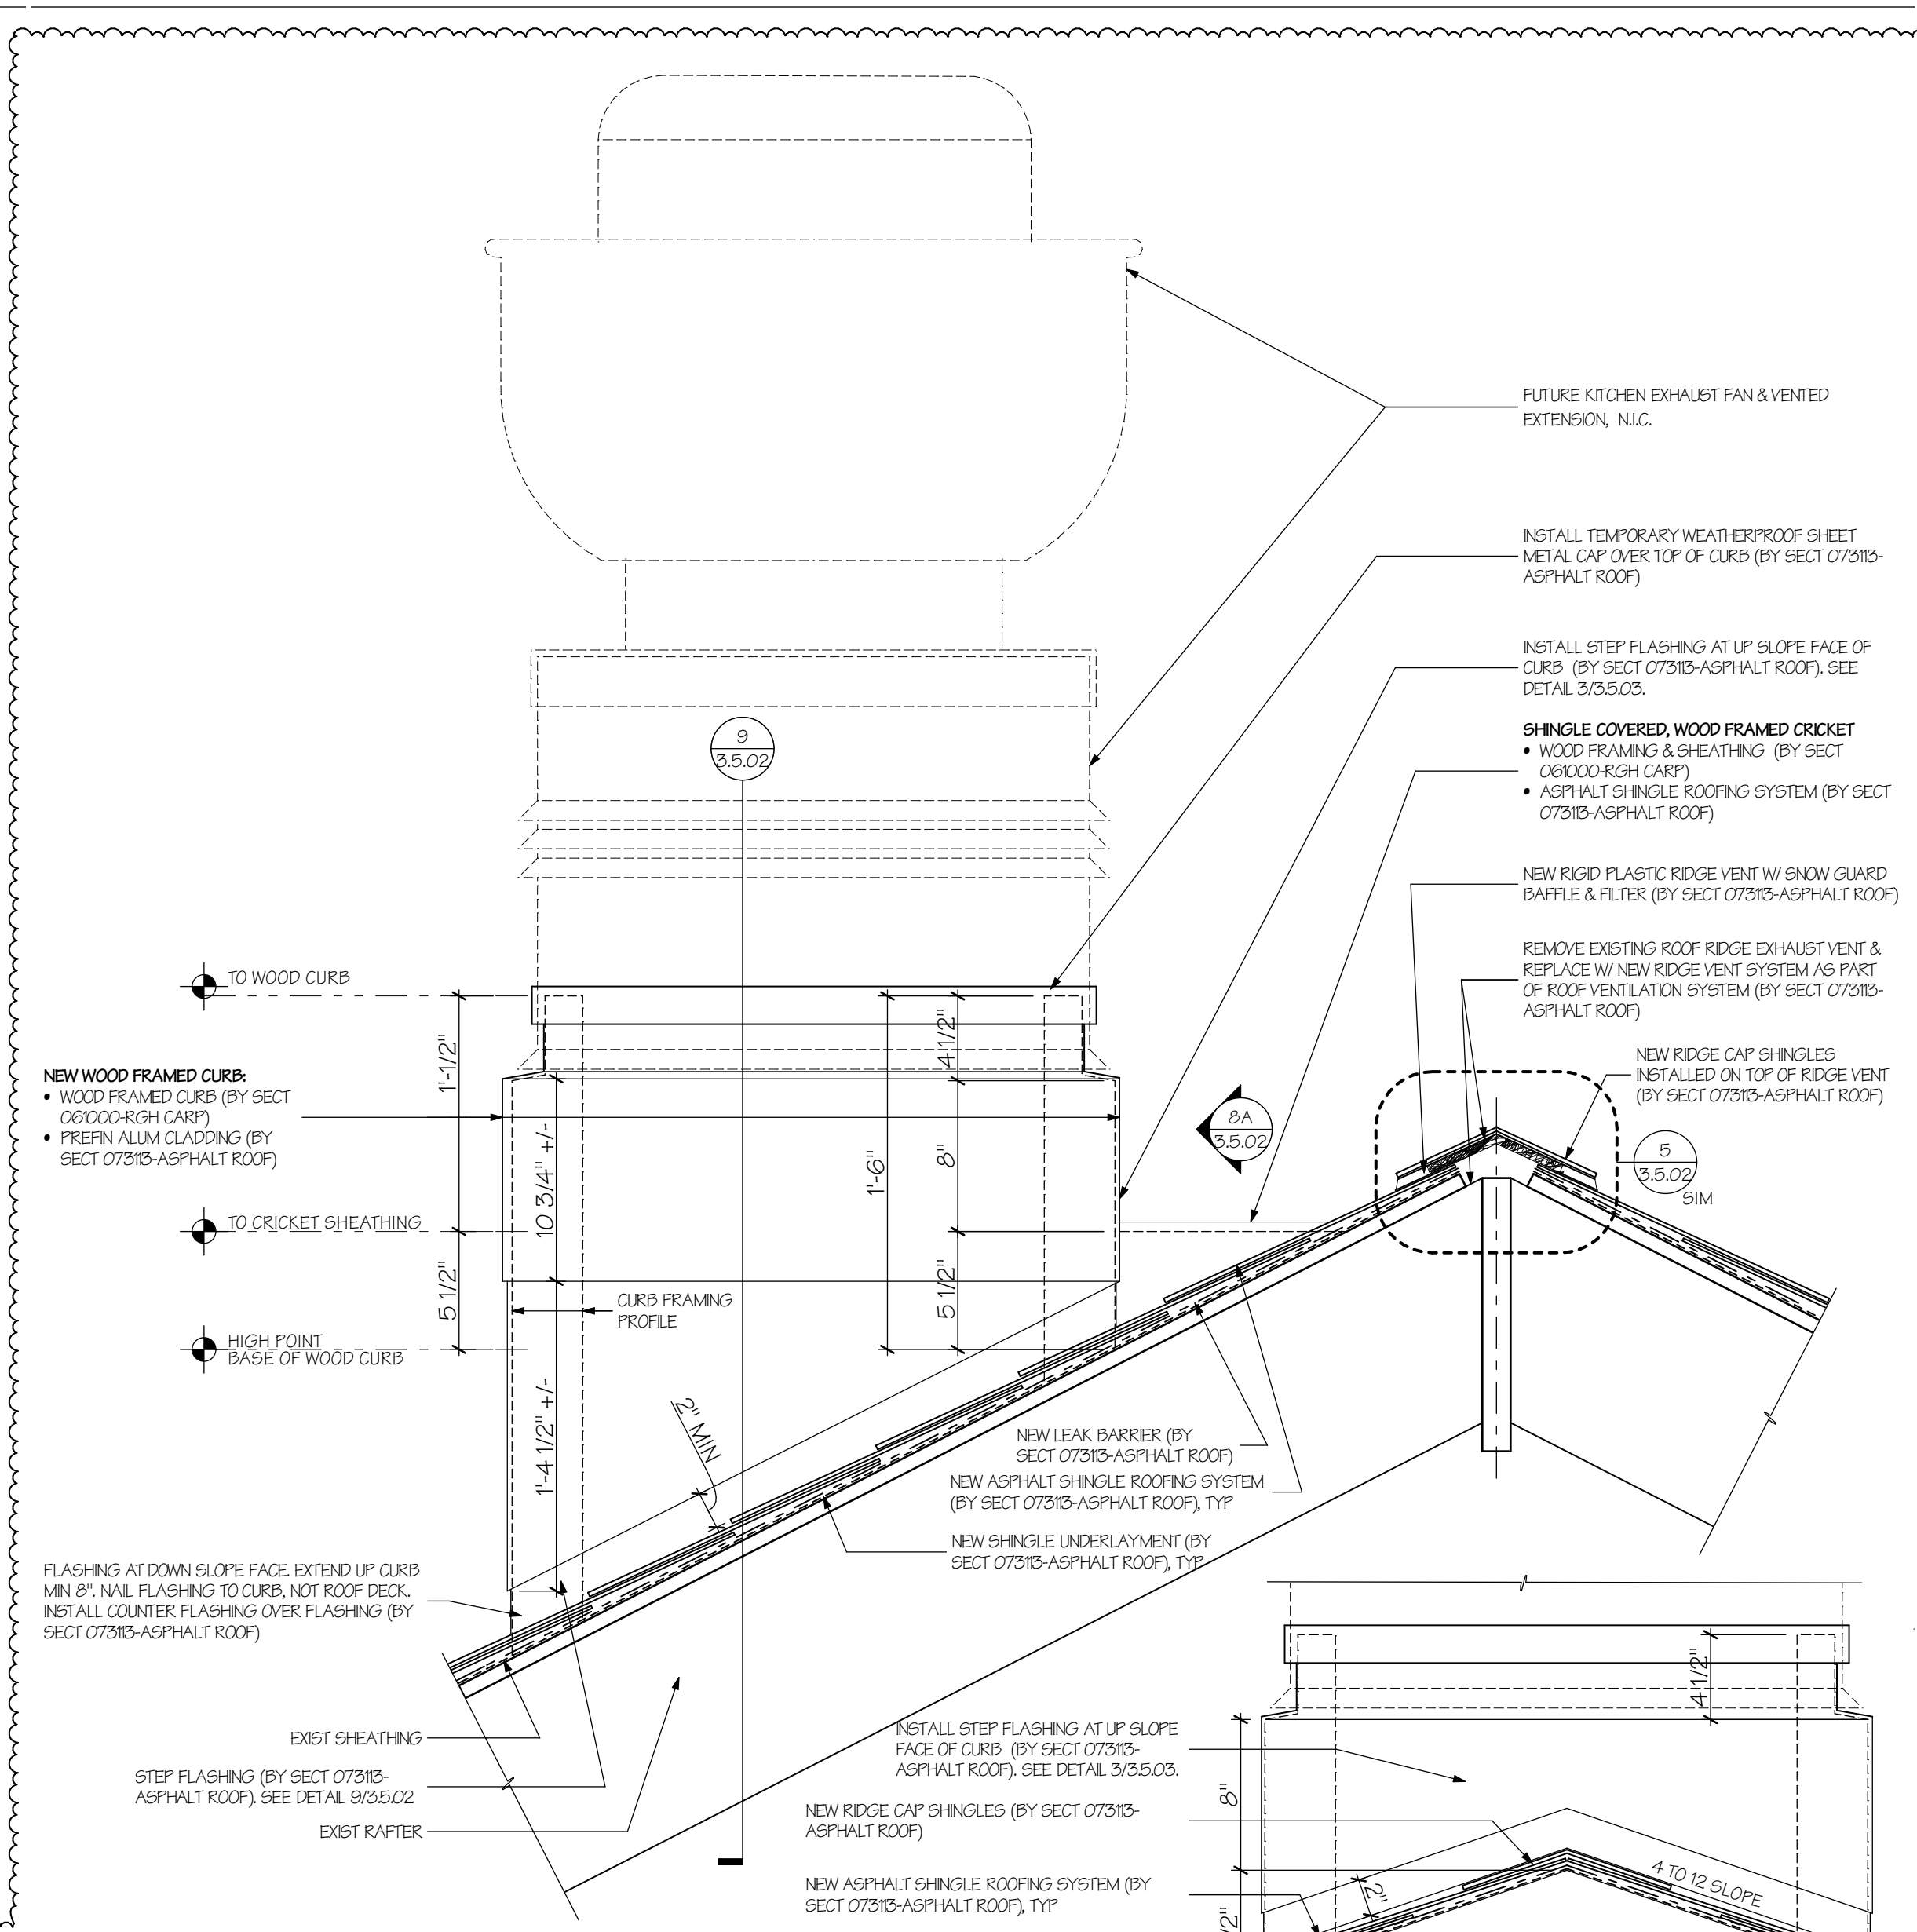 FUTURE KITCHEN EXHAUST FAN & VENTED
EXTENSION, N.I.C.
INSTALL TEMPORARY WEATHERPROOF SHEET
METAL CAP OVER TOP OF CURB (BY SECT 073113-
ASPHALT ROOF)
INSTALL STEP FLASHING AT UP SLOPE FACE OF
CURB (BY SECT 073113-ASPHALT ROOF). SEE
DETAIL 3/3.5.03.
SHINGLE COVERED, WOOD FRAMED CRICKET
• WOOD FRAMING & SHEATHING (BY SECT
061000-RGH CARP)
• ASPHALT SHINGLE ROOFING SYSTEM (BY SECT
073113-ASPHALT ROOF)
NEW RIGID PLASTIC RIDGE VENT W/ SNOW GUARD
BAFFLE & FILTER (BY SECT 073113-ASPHALT ROOF)
REMOVE EXISTING ROOF RIDGE EXHAUST VENT &
REPLACE W/ NEW RIDGE VENT SYSTEM AS PART
OF ROOF VENTILATION SYSTEM (BY SECT 073113-
ASPHALT ROOF)
NEW RIDGE CAP SHINGLES
INSTALLED ON TOP OF RIDGE VENT
(BY SECT 073113-ASPHALT ROOF)
9
3.5.02
8A
3.5.02
5
3.5.02
SIM
TO WOOD CURB
NEW WOOD FRAMED CURB:
• WOOD FRAMED CURB (BY SECT
061000-RGH CARP)
• PREFIN ALUM CLADDING (BY
SECT 073113-ASPHALT ROOF)
TO CRICKET SHEATHING
HIGH POINT
BASE OF WOOD CURB
1'-1/2"
5 1/2"
10 3/4" +/-
1'-4 1/2" +/-
1'-6"
4 1/2"
8"
5 1/2"
CURB FRAMING
PROFILE
2" MIN
NEW LEAK BARRIER (BY
SECT 073113-ASPHALT ROOF)
NEW ASPHALT SHINGLE ROOFING SYSTEM
(BY SECT 073113-ASPHALT ROOF), TYP
NEW SHINGLE UNDERLAYMENT (BY
SECT 073113-ASPHALT ROOF), TYP
FLASHING AT DOWN SLOPE FACE. EXTEND UP CURB
MIN 8". NAIL FLASHING TO CURB, NOT ROOF DECK.
INSTALL COUNTER FLASHING OVER FLASHING (BY
SECT 073113-ASPHALT ROOF)
EXIST SHEATHING
STEP FLASHING (BY SECT 073113-
ASPHALT ROOF). SEE DETAIL 9/3.5.02
EXIST RAFTER
INSTALL STEP FLASHING AT UP SLOPE
FACE OF CURB (BY SECT 073113-
ASPHALT ROOF). SEE DETAIL 3/3.5.03.
NEW RIDGE CAP SHINGLES (BY SECT 073113-
ASPHALT ROOF)
NEW ASPHALT SHINGLE ROOFING SYSTEM (BY
SECT 073113-ASPHALT ROOF), TYP
4 1/2"
8"
2"
4 TO 12 SLOPE